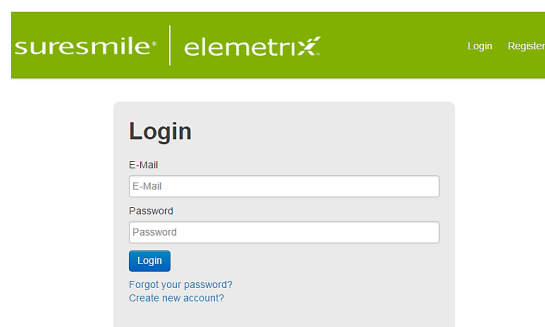 suresmile® elemetrix
Login Register
Login
E-Mail
E-Mail
Password
Password
Login
Forgot your password?
Create new account?